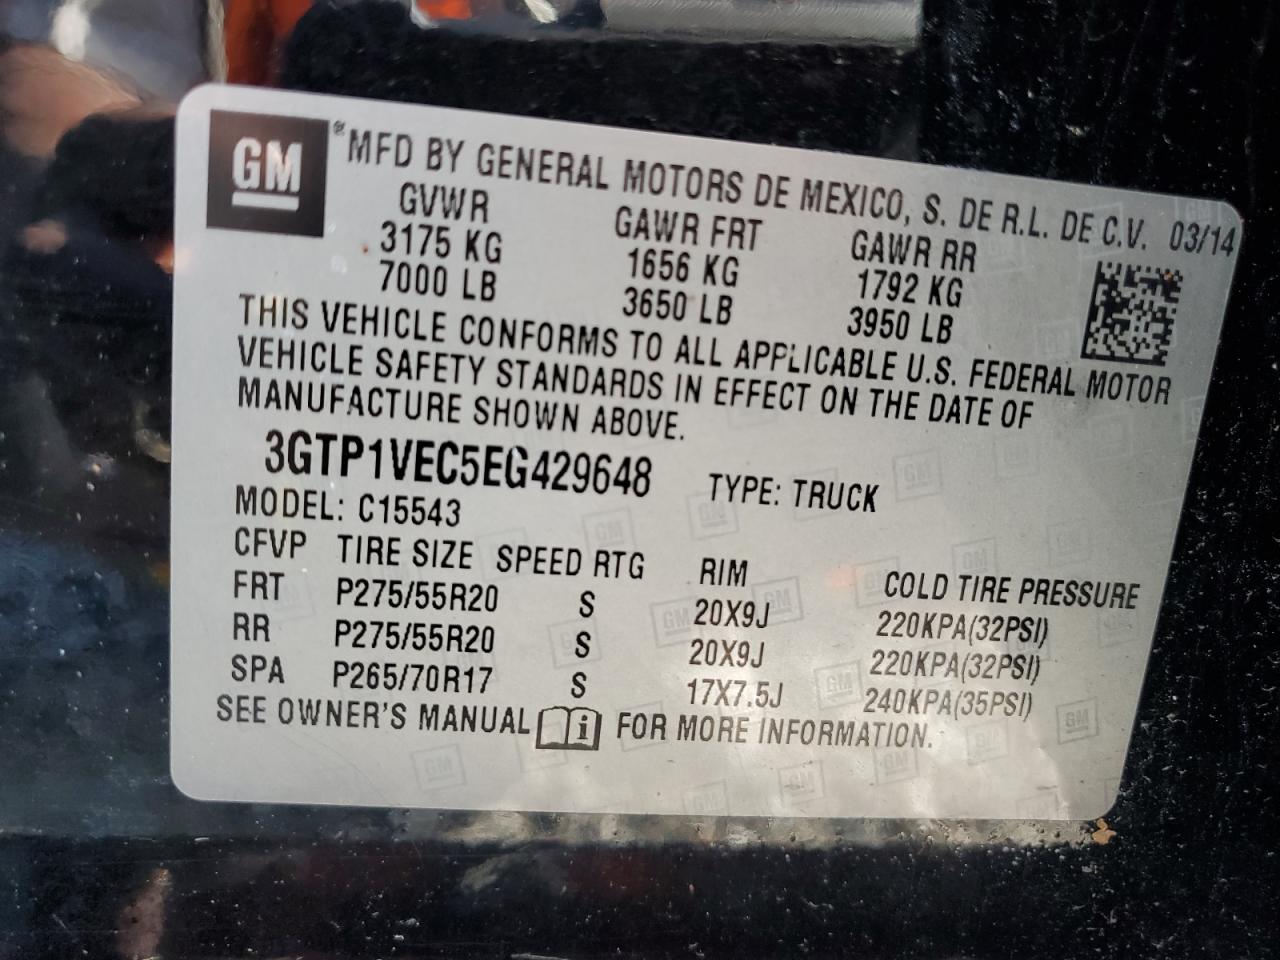 GM
®MFD BY GENERAL MOTORS DE MEXICO, S. DE R.L. DE C.V. 03/14
GVWR GAWR FRT GAWR RR
3175 KG 1656 KG 1792 KG
7000 LB 3650 LB 3950 LB
THIS VEHICLE CONFORMS TO ALL APPLICABLE U.S. FEDERAL MOTOR
VEHICLE SAFETY STANDARDS IN EFFECT ON THE DATE OF
MANUFACTURE SHOWN ABOVE.
3GTP1VEC5EG429648 TYPE: TRUCK
MODEL: C15543
CFVP TIRE SIZE SPEED RTG RIM COLD TIRE PRESSURE
FRT P275/55R20 S 20X9J 220KPA(32PSI)
RR P275/55R20 S 20X9J 220KPA(32PSI)
SPA P265/70R17 S 17X7.5J 240KPA(35PSI)
SEE OWNER'S MANUAL i FOR MORE INFORMATION.